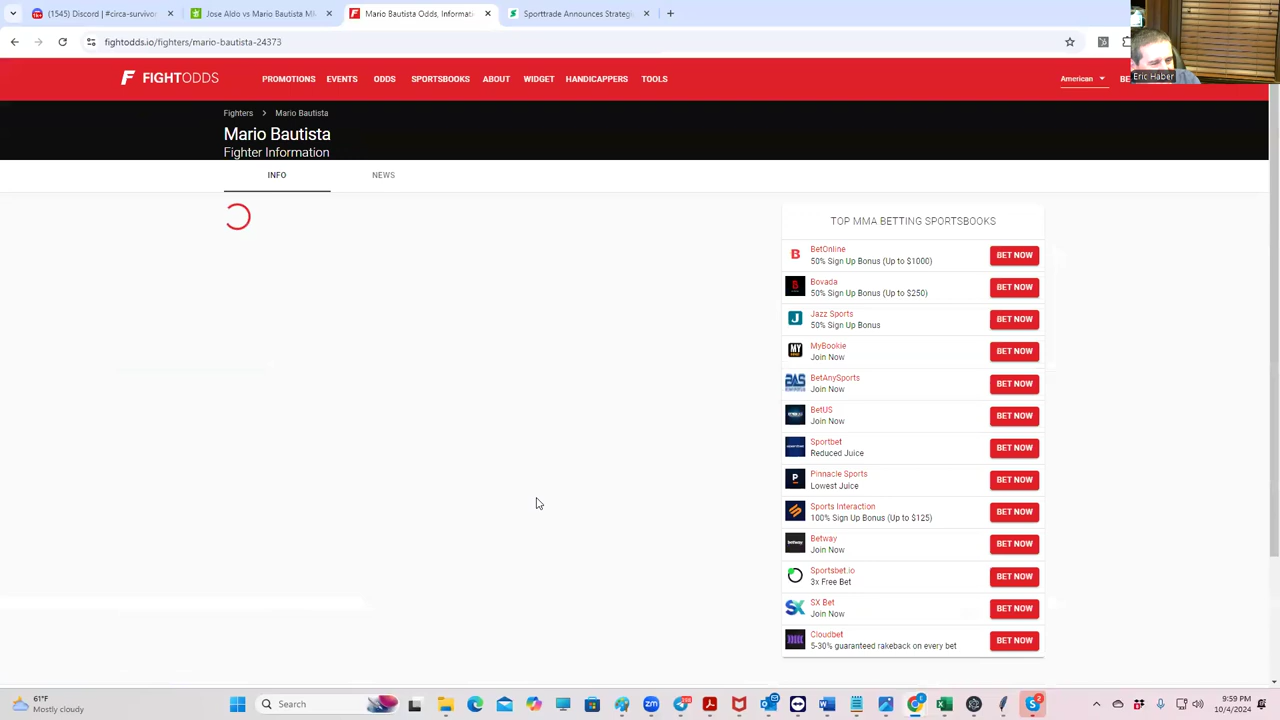 (1545) Discord | #circa-survivor
Jose Aldo vs Mario Bautista MM
Mario Bautista Odds, Informati
Sporttrade Announces Strateg
fightodds.io/fighters/mario-bautista-24373
FIGHTODDS
PROMOTIONS
EVENTS
ODDS
SPORTSBOOKS
ABOUT
WIDGET
HANDICAPPERS
TOOLS
American
BE
Eric Haber
Fighters > Mario Bautista
Mario Bautista
Fighter Information
INFO
NEWS
TOP MMA BETTING SPORTSBOOKS
BetOnline
50% Sign Up Bonus (Up to $1000)
BET NOW
Bovada
50% Sign Up Bonus (Up to $250)
BET NOW
Jazz Sports
50% Sign Up Bonus
BET NOW
MyBookie
Join Now
BET NOW
BetAnySports
Join Now
BET NOW
BetUS
Join Now
BET NOW
Sportbet
Reduced Juice
BET NOW
Pinnacle Sports
Lowest Juice
BET NOW
Sports Interaction
100% Sign Up Bonus (Up to $125)
BET NOW
Betway
Join Now
BET NOW
Sportsbet.io
3x Free Bet
BET NOW
SX Bet
Join Now
BET NOW
Cloudbet
5-30% guaranteed rakeback on every bet
BET NOW
61°F
Mostly cloudy
Search
9:59 PM
10/4/2024